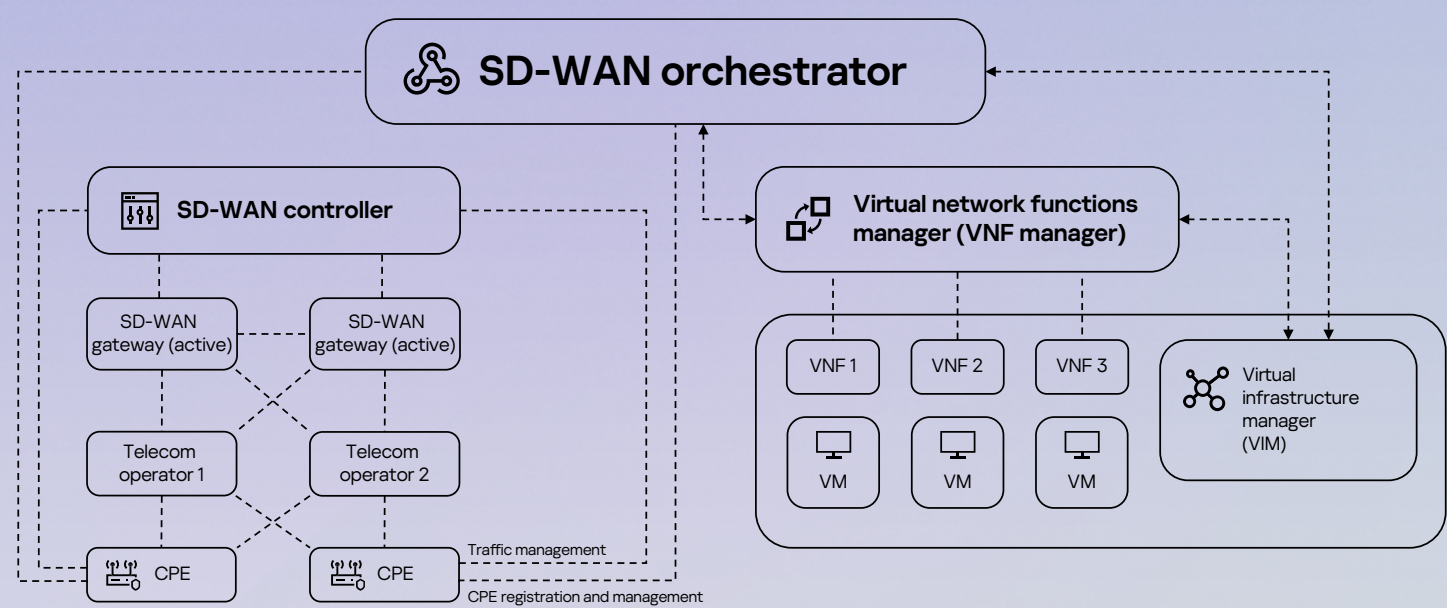 SD-WAN orchestrator
SD-WAN controller
Virtual network functions
manager (VNF manager)
SD-WAN
gateway (active)
SD-WAN
gateway (active)
VNF 1
VNF 2
VNF 3
Virtual
infrastructure
manager
(VIM)
Telecom
operator 1
Telecom
operator 2
VM
VM
VM
Traffic management
CPE
CPE
CPE registration and management